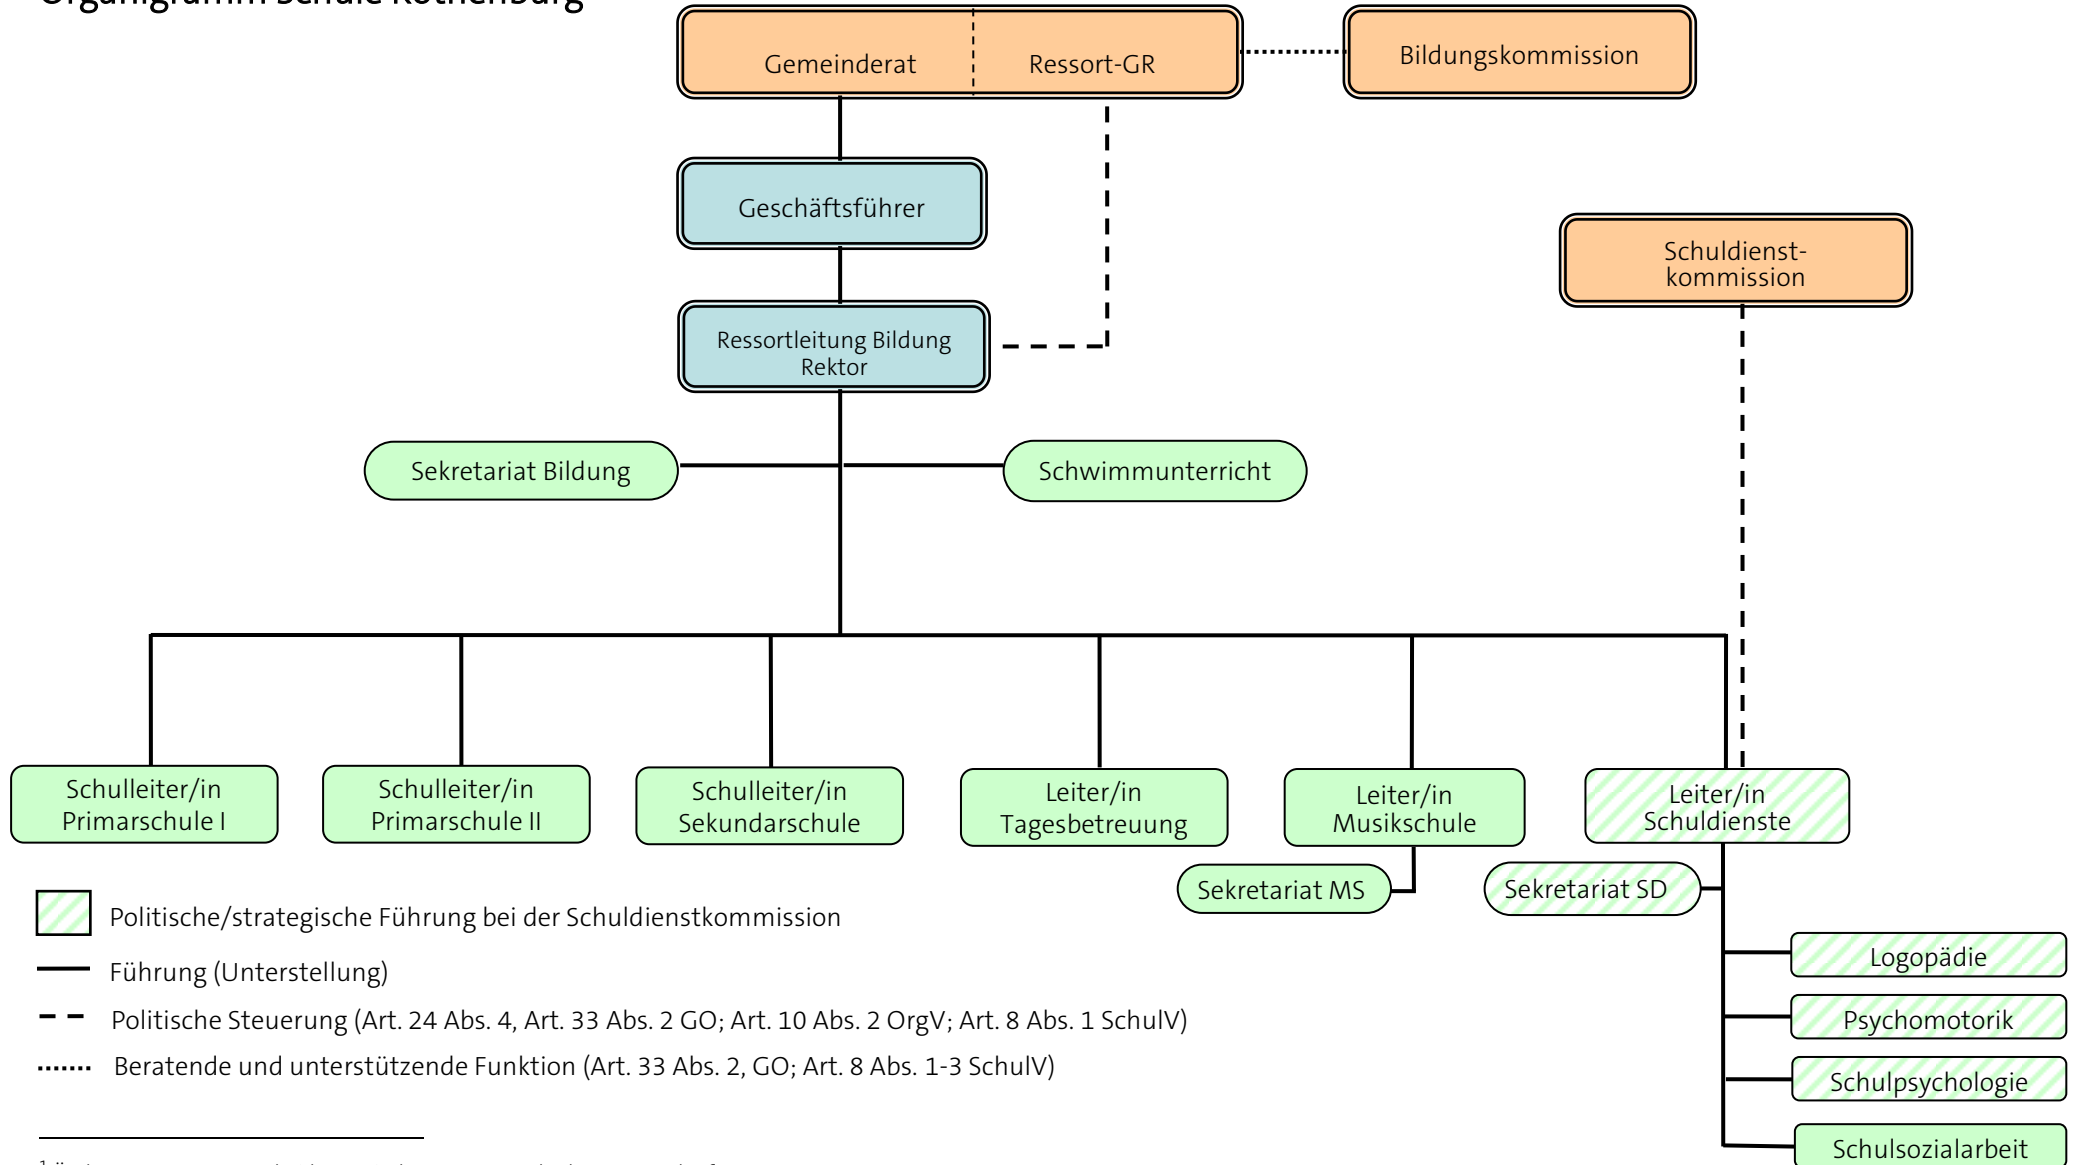 Organigramm Schule Rothenburg
Gemeinderat
Ressort-GR
Bildungskommission
Geschäftsführer
Schuldienst-
kommission
Ressortleitung Bildung
Rektor
Sekretariat Bildung
Schwimmunterricht
Schulleiter/in
Primarschule I
Schulleiter/in
Primarschule II
Schulleiter/in
Sekundarschule
Leiter/in
Tagesbetreuung
Leiter/in
Musikschule
Leiter/in
Schuldienste
Sekretariat MS
Sekretariat SD
Logopädie
Psychomotorik
Schulpsychologie
Schulsozialarbeit
Politische/strategische Führung bei der Schuldienstkommission
Führung (Unterstellung)
Politische Steuerung (Art. 24 Abs. 4, Art. 33 Abs. 2 GO; Art. 10 Abs. 2 OrgV; Art. 8 Abs. 1 SchulV)
Beratende und unterstützende Funktion (Art. 33 Abs. 2, GO; Art. 8 Abs. 1-3 SchulV)
1